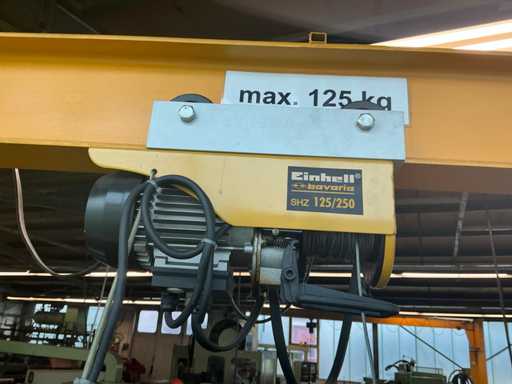 max. 125 kg
Einhell
bavaria
SHZ 125/250